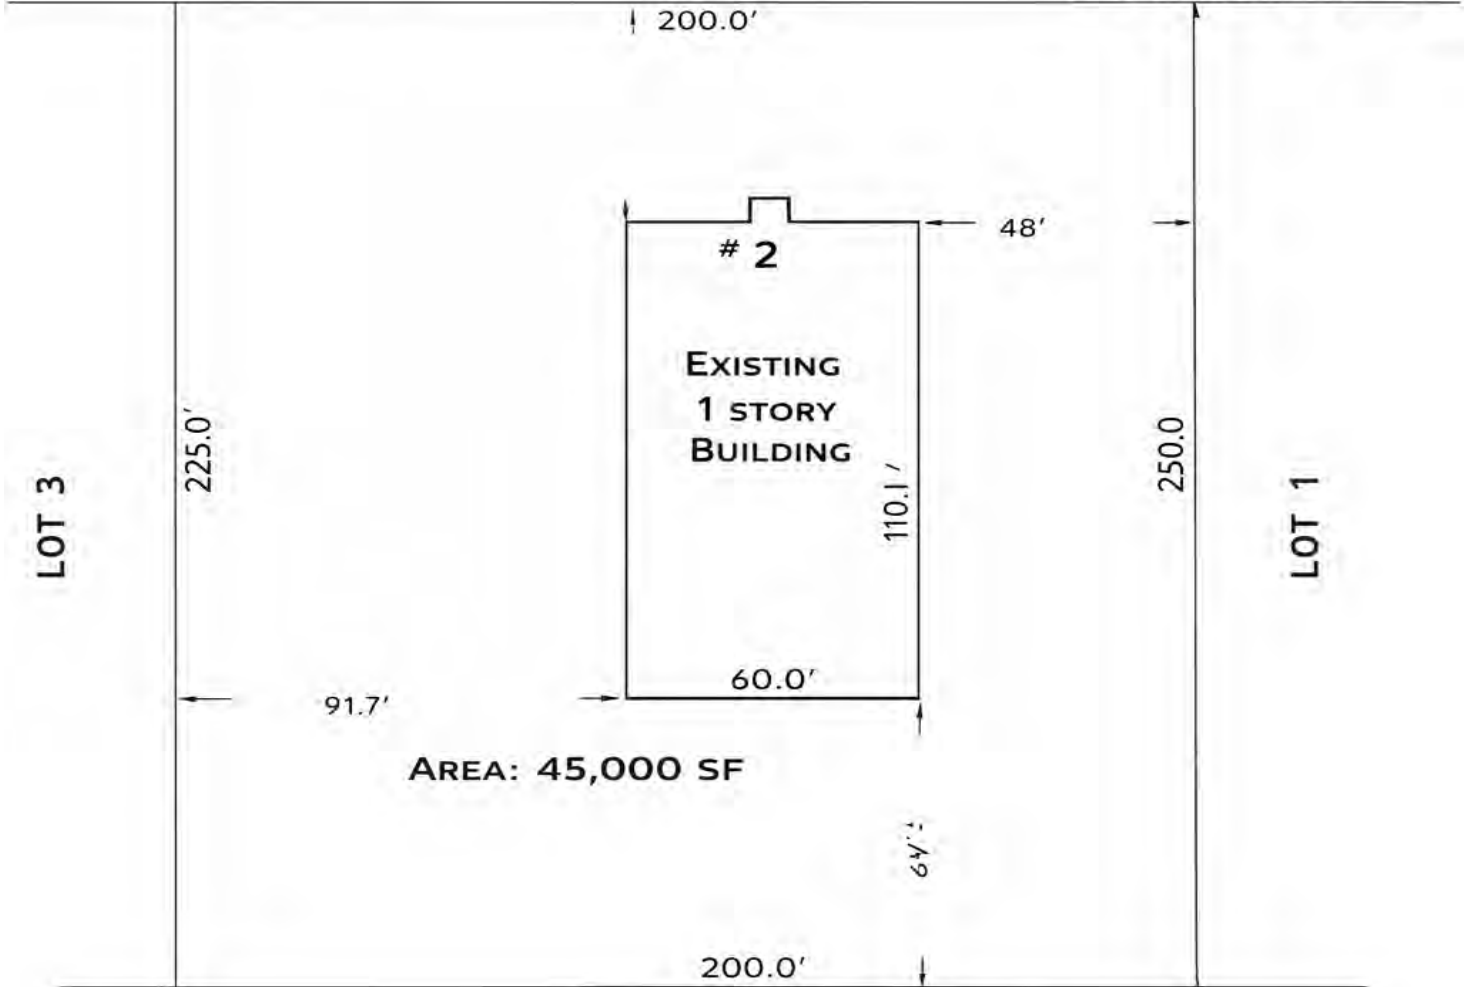 200.0'
48'
# 2
EXISTING
1 STORY
BUILDING
225.0'
250.0
LOT 3
LOT 1
110.1'
60.0'
91.7'
AREA: 45,000 SF
200.0'